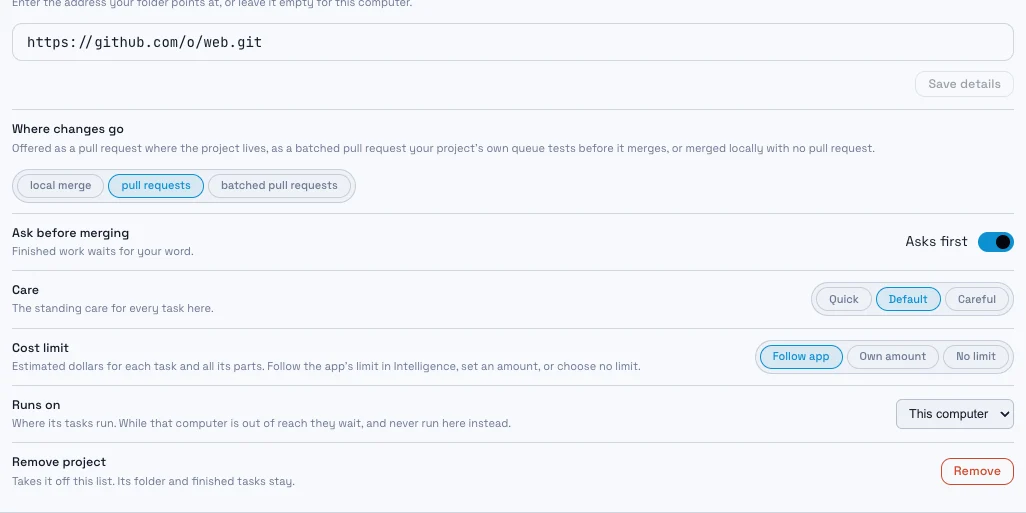 Enter the address your folder points at, or leave it empty for this computer.
https://github.com/o/web.git
Save details
Where changes go
Offered as a pull request where the project lives, as a batched pull request your project's own queue tests before it merges, or merged locally with no pull request.
local merge pull requests batched pull requests
Ask before merging
Finished work waits for your word.
Asks first
Care
The standing care for every task here.
Quick Default Careful
Cost limit
Estimated dollars for each task and all its parts. Follow the app's limit in Intelligence, set an amount, or choose no limit.
Follow app Own amount No limit
Runs on
Where its tasks run. While that computer is out of reach they wait, and never run here instead.
This computer
Remove project
Takes it off this list. Its folder and finished tasks stay.
Remove